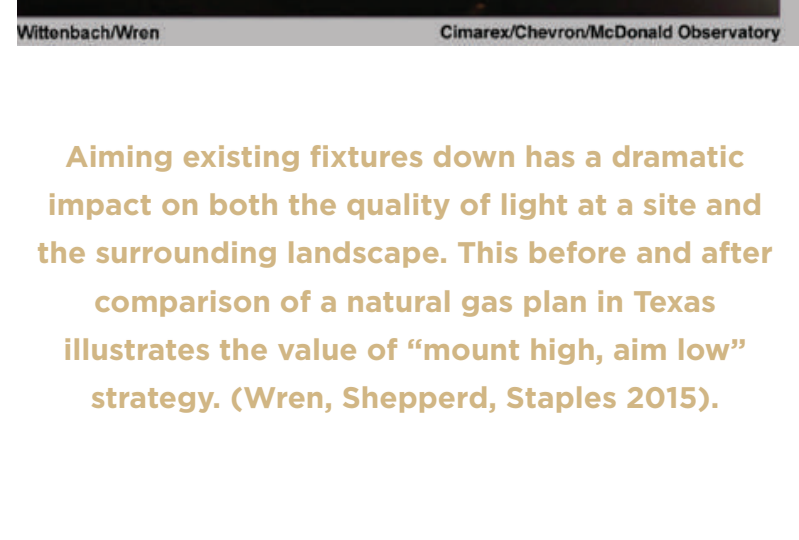 Wittenbach/Wren Cimarex/Chevron/McDonald Observatory
Aiming existing fixtures down has a dramatic
impact on both the quality of light at a site and
the surrounding landscape. This before and after
comparison of a natural gas plan in Texas
illustrates the value of “mount high, aim low”
strategy. (Wren, Shepperd, Staples 2015).